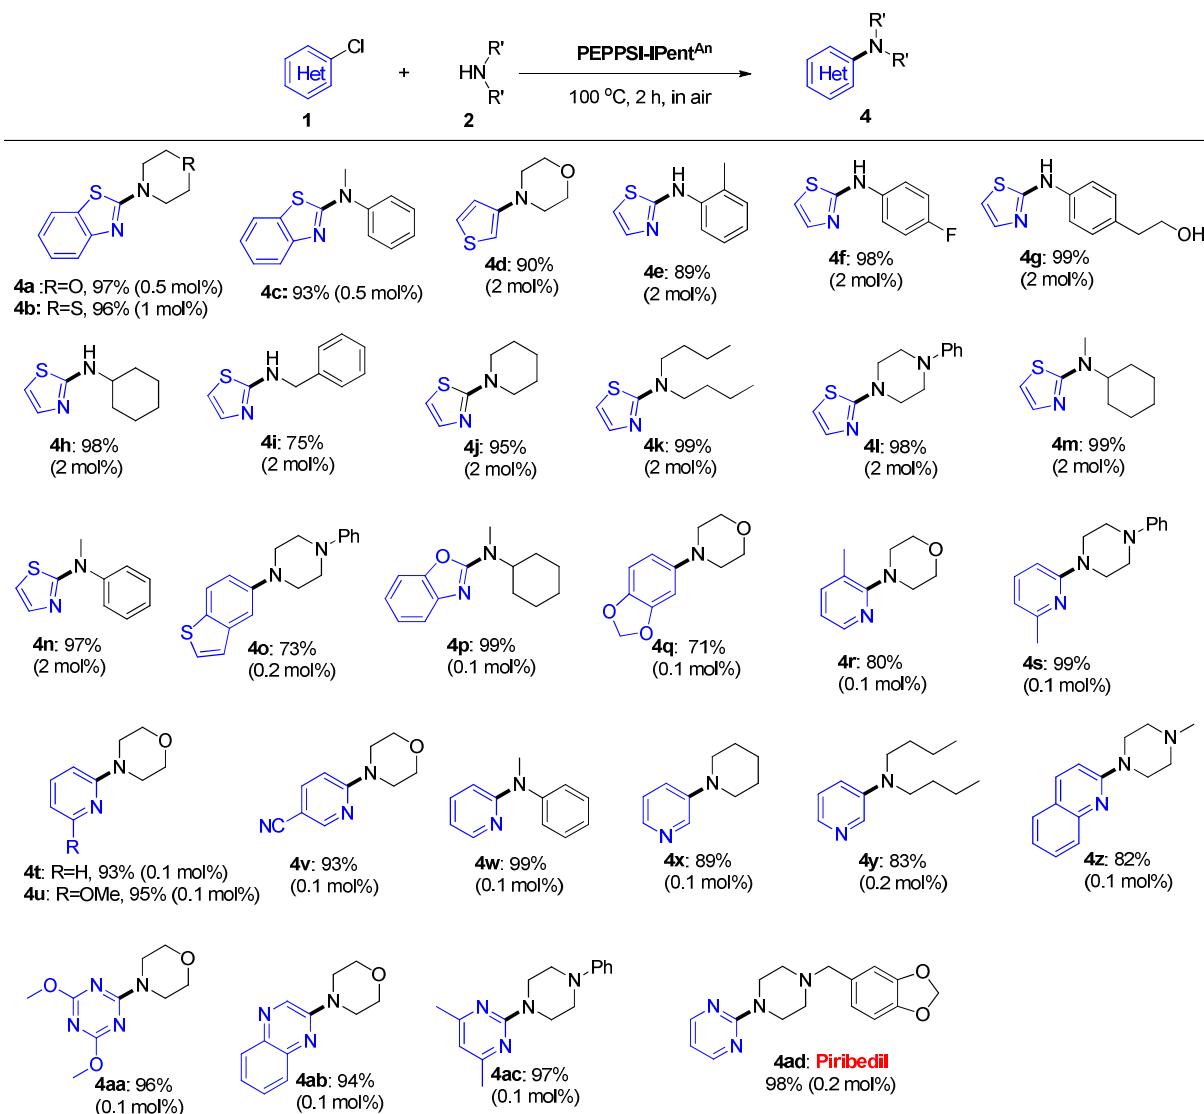 Cl
Het
1
+
HN
R'
R'
2
PEPPSI-IPent^An
100 °C, 2 h, in air
Het
N
R'
R'
4
S
N
N
R
4a :R=O, 97% (0.5 mol%)
4b: R=S, 96% (1 mol%)
S
N
N
4c: 93% (0.5 mol%)
S
N
O
4d: 90%
(2 mol%)
S
N
H
N
4e: 89%
(2 mol%)
S
N
NH
F
4f: 98%
(2 mol%)
S
N
NH
OH
4g: 99%
(2 mol%)
S
N
H
N
4h: 98%
(2 mol%)
S
N
H
N
4i: 75%
(2 mol%)
S
N
N
4j: 95%
(2 mol%)
S
N
N
4k: 99%
(2 mol%)
S
N
N
N
Ph
4l: 98%
(2 mol%)
S
N
N
4m: 99%
(2 mol%)
S
N
N
4n: 97%
(2 mol%)
S
N
N
Ph
4o: 73%
(0.2 mol%)
O
N
N
4p: 99%
(0.1 mol%)
O
O
N
O
4q: 71%
(0.1 mol%)
N
N
O
4r: 80%
(0.1 mol%)
N
N
N
Ph
4s: 99%
(0.1 mol%)
N
R
N
O
4t: R=H, 93% (0.1 mol%)
4u: R=OMe, 95% (0.1 mol%)
NC
N
N
O
4v: 93%
(0.1 mol%)
N
N
4w: 99%
(0.1 mol%)
N
N
4x: 89%
(0.1 mol%)
N
N
4y: 83%
(0.2 mol%)
N
N
N
4z: 82%
(0.1 mol%)
O
N
N
N
O
N
O
4aa: 96%
(0.1 mol%)
N
N
N
O
4ab: 94%
(0.1 mol%)
N
N
N
N
Ph
4ac: 97%
(0.1 mol%)
N
N
N
N
O
O
4ad: Piribedil
98% (0.2 mol%)